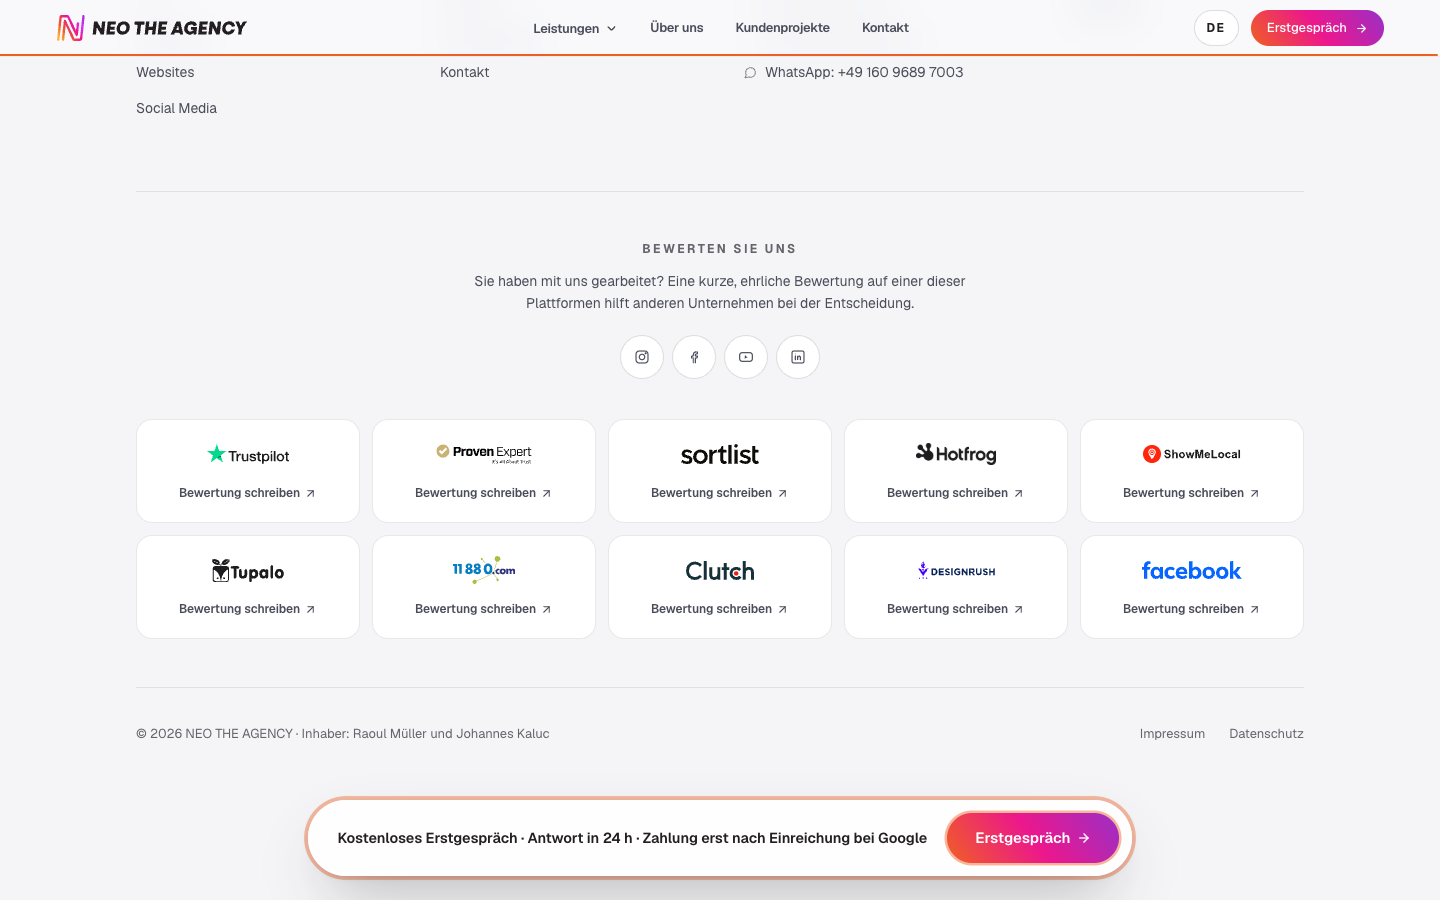 NEO THE AGENCY
Leistungen
Über uns
Kundenprojekte
Kontakt
DE
Erstgespräch
Websites
Kontakt
WhatsApp: +49 160 9689 7003
Social Media
BEWERTEN SIE UNS
Sie haben mit uns gearbeitet? Eine kurze, ehrliche Bewertung auf einer dieser
Plattformen hilft anderen Unternehmen bei der Entscheidung.
Trustpilot
Bewertung schreiben
Proven Expert
It's All About Trust
Bewertung schreiben
sortlist
Bewertung schreiben
Hotfrog
Bewertung schreiben
ShowMeLocal
Bewertung schreiben
Tupalo
Bewertung schreiben
11880.com
Bewertung schreiben
Clutch
Bewertung schreiben
DESIGNRUSH
Bewertung schreiben
facebook
Bewertung schreiben
© 2026 NEO THE AGENCY · Inhaber: Raoul Müller und Johannes Kaluc
Impressum
Datenschutz
Kostenloses Erstgespräch · Antwort in 24 h · Zahlung erst nach Einreichung bei Google
Erstgespräch